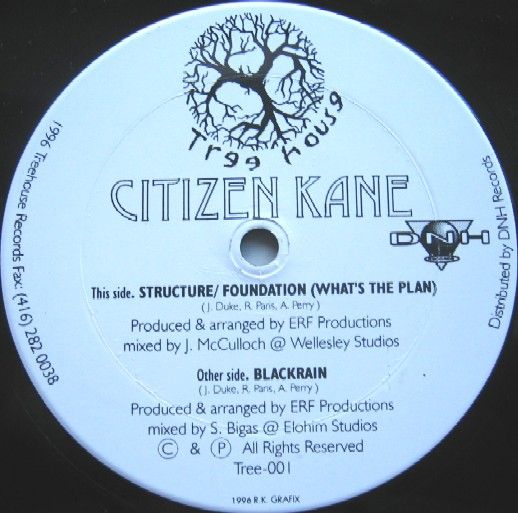 Tree house
CITIZEN KANE
DNH
1996 Treehouse Records Fax: (416) 282 0038
Distributed by DNH Records
This side. STRUCTURE/ FOUNDATION (WHAT'S THE PLAN)
( J. Duke, R. Paris, A. Perry )
Produced & arranged by ERF Productions
mixed by J. McCulloch @ Wellesley Studios
Other side. BLACKRAIN
( J. Duke, R. Paris, A. Perry )
Produced & arranged by ERF Productions
mixed by S. Bigas @ Elohim Studios
Ⓒ & Ⓟ All Rights Reserved
Tree-001
1996 R.K. GRAFIX